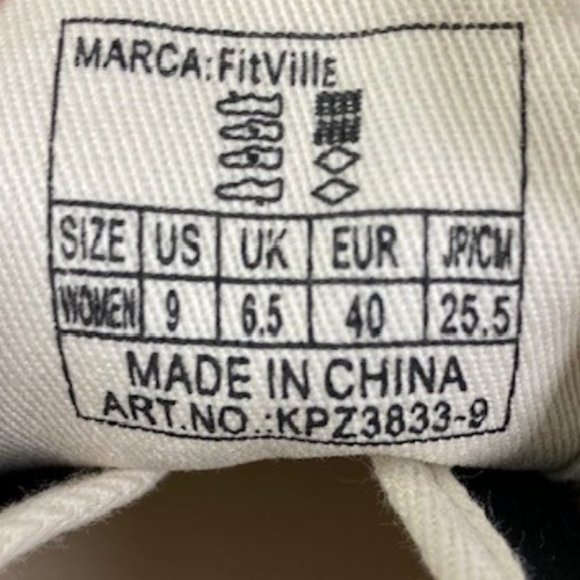 MARCA:FitVillE
SIZE US UK EUR JP/CM
WOMEN 9 6.5 40 25.5
MADE IN CHINA
ART.NO.:KPZ3833-9